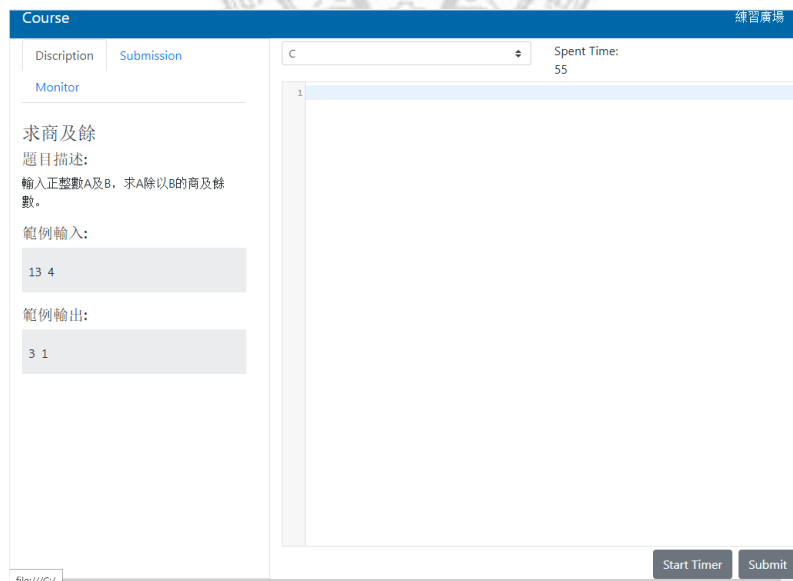 Course
練習廣場
Discription
Submission
Monitor
求商及餘
題目描述:
輸入正整數A及B，求A除以B的商及餘
數。
範例輸入:
13 4
範例輸出:
3 1
C
Spent Time:
55
1
Start Timer
Submit
file:///C:/